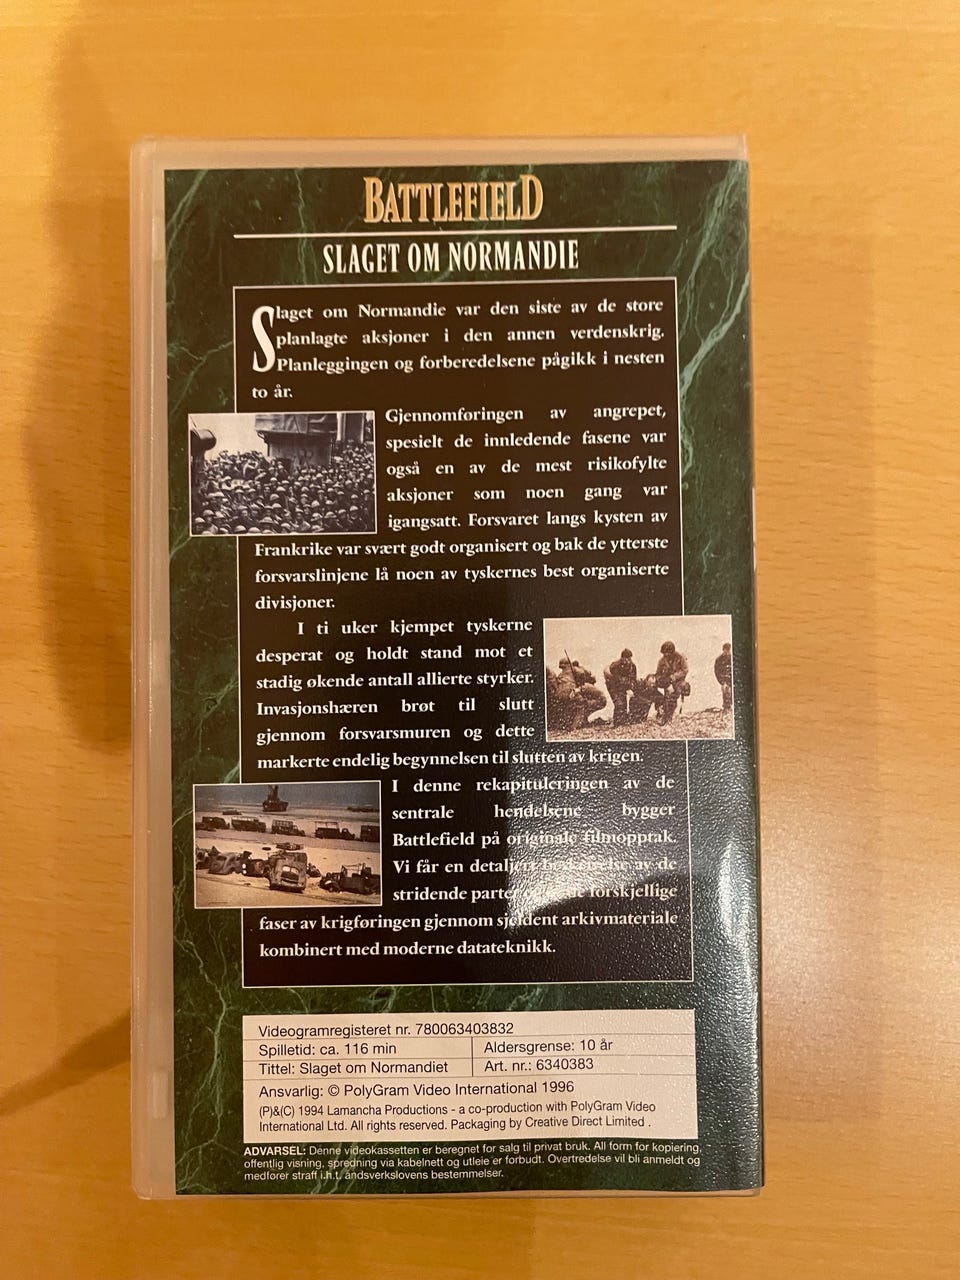 BATTLEFIELD
SLAGET OM NORMANDIE
Slaget om Normandie var den siste av de store
planlagte aksjoner i den annen verdenskrig.
Planleggingen og forberedelsene pågikk i nesten
to år.
Gjennomføringen av angrepet,
spesielt de innledende fasene var
også en av de mest risikofylte
aksjoner som noen gang var
igangsatt. Forsvaret langs kysten av
Frankrike var svært godt organisert og bak de ytterste
forsvarslinjene lå noen av tyskernes best organiserte
divisjoner.
I ti uker kjempet tyskerne
desperat og holdt stand mot et
stadig økende antall allierte styrker.
Invasjonshæren brøt til slutt
gjennom forsvarsmuren og dette
markerte endelig begynnelsen til slutten av krigen.
I denne rekapituleringen av de
sentrale hendelsene bygger
Battlefield på originale filmopptak.
Vi får en detaljert beskrivelse av de
stridende parter forskjellige
faser av krigføringen gjennom sjeldent arkivmateriale
kombinert med moderne datateknikk.
Videogramregisteret nr. 780063403832
Spilletid: ca. 116 min Aldersgrense: 10 år
Tittel: Slaget om Normandiet Art. nr.: 6340383
Ansvarlig: © PolyGram Video International 1996
(P)&(C) 1994 Lamancha Productions - a co-production with PolyGram Video
International Ltd. All rights reserved. Packaging by Creative Direct Limited .
ADVARSEL: Denne videokassetten er beregnet for salg til privat bruk. All form for kopiering,
offentlig visning, spredning via kabelnett og utleie er forbudt. Overtredelse vil bli anmeldt og
medfører straff i.h.t. åndsverkslovens bestemmelser.